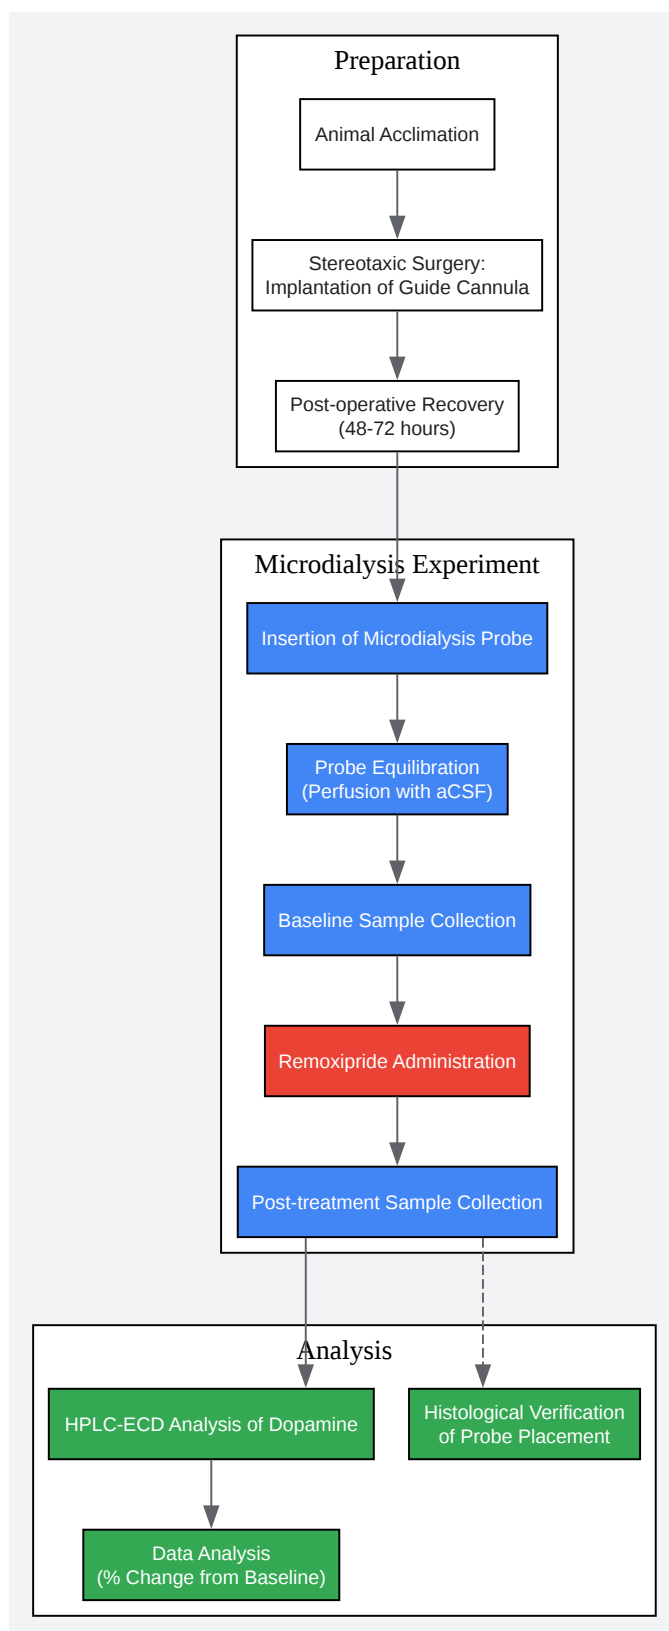 Preparation
Animal Acclimation
Stereotaxic Surgery:
Implantation of Guide Cannula
Post-operative Recovery
(48-72 hours)
Microdialysis Experiment
Insertion of Microdialysis Probe
Probe Equilibration
(Perfusion with aCSF)
Baseline Sample Collection
Remoxipride Administration
Post-treatment Sample Collection
Analysis
HPLC-ECD Analysis of Dopamine
Histological Verification
of Probe Placement
Data Analysis
(% Change from Baseline)